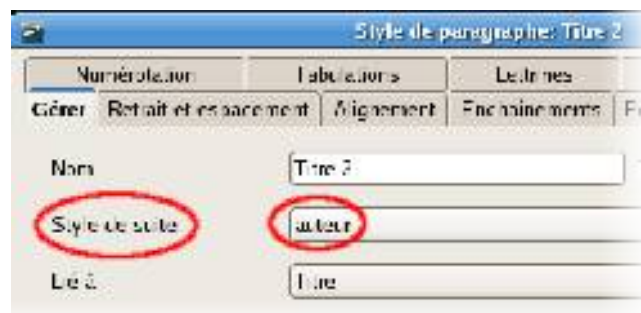 Style de paragraphe: Titre 2
Numérotation Tabulations Lettrines
Gérer Retrait et espacement Alignement Enchaînements
Nom Titre 2
Style de suite auteur
Lié à Titre